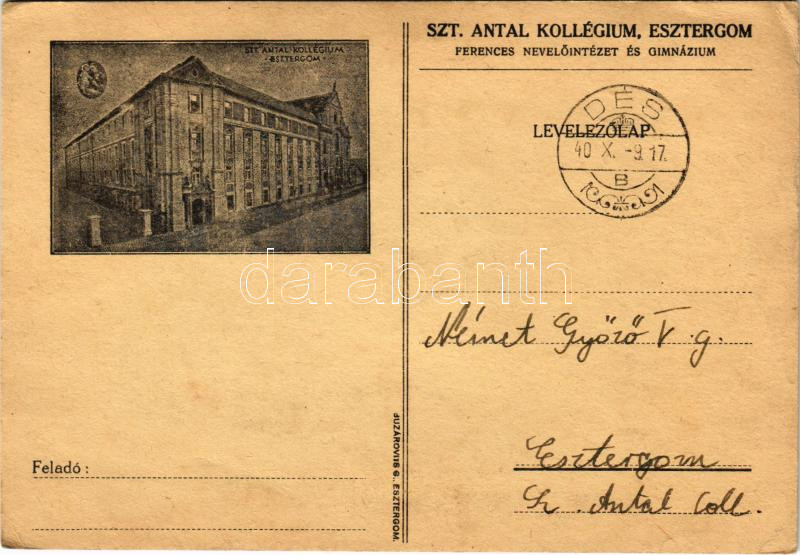 SZT. ANTAL KOLLÉGIUM
ESZTERGOM
SZT. ANTAL KOLLÉGIUM, ESZTERGOM
FERENCES NEVELŐINTÉZET ÉS GIMNÁZIUM
LEVELEZŐLAP
DÉS
40 X. -9.17.
B
darabanth
Német Győző V. g.
Esztergom
Sz. Antal Coll.
Feladó:
BUZÁROVITS G., ESZTERGOM.